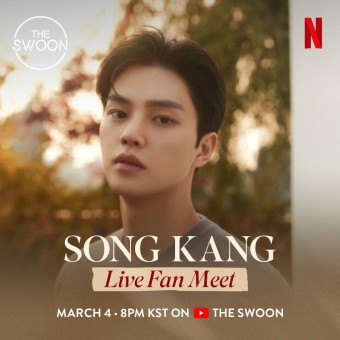 THE
SWOON
N
SONG KANG
Live Fan Meet
MARCH 4 • 8PM KST ON THE SWOON